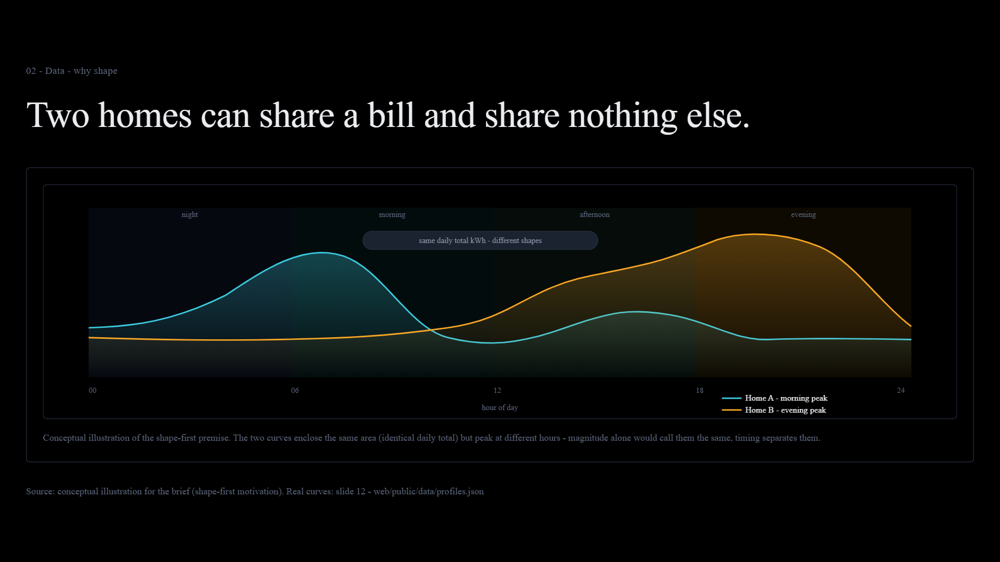 02 - Data - why shape
Two homes can share a bill and share nothing else.
night
morning
afternoon
evening
same daily total kWh - different shapes
00
06
12
18
24
hour of day
Home A - morning peak
Home B - evening peak
Conceptual illustration of the shape-first premise. The two curves enclose the same area (identical daily total) but peak at different hours - magnitude alone would call them the same, timing separates them.
Source: conceptual illustration for the brief (shape-first motivation). Real curves: slide 12 - web/public/data/profiles.json